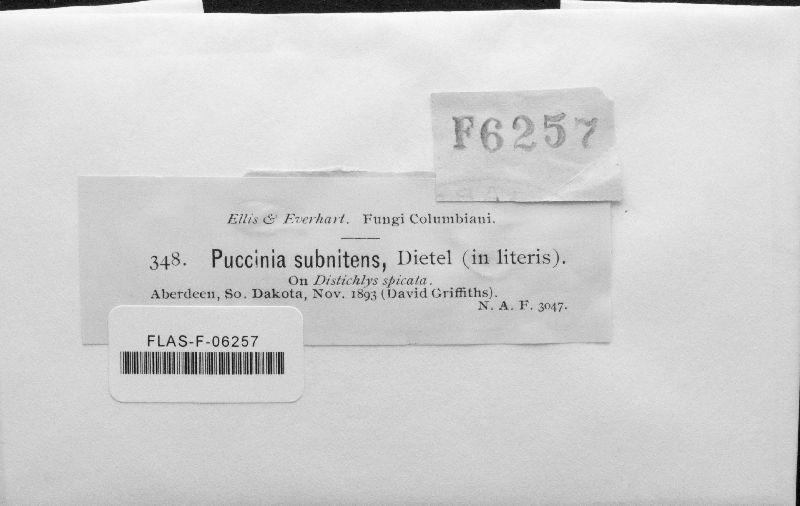 F6257
Ellis & Everhart. Fungi Columbiani.
348. Puccinia subnitens, Dietel (in literis).
On Distichlys spicata.
Aberdeen, So. Dakota, Nov. 1893 (David Griffiths).
N. A. F. 3047.
FLAS-F-06257